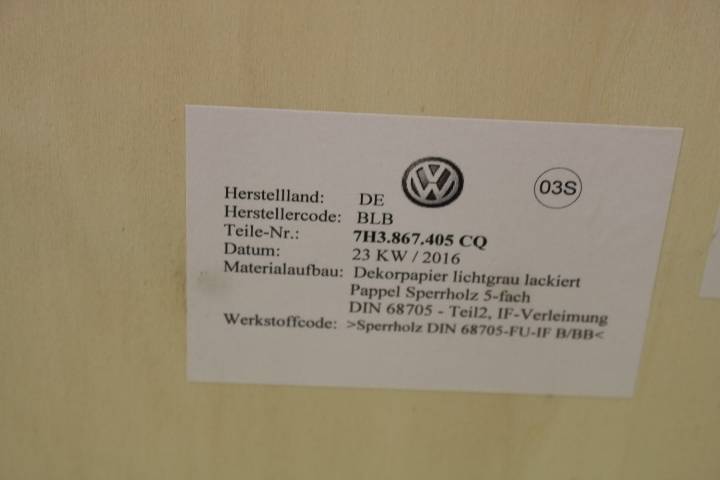 03S
Herstellland: DE
Herstellercode: BLB
Teile-Nr.: 7H3.867.405 CQ
Datum: 23 KW / 2016
Materialaufbau: Dekorpapier lichtgrau lackiert
Pappel Sperrholz 5-fach
DIN 68705 - Teil2, IF-Verleimung
Werkstoffcode: >Sperrholz DIN 68705-FU-IF B/BB<